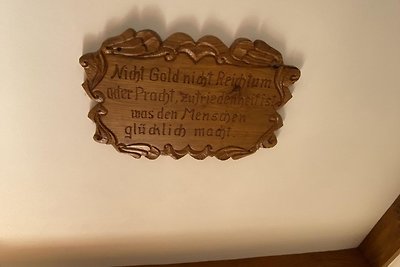 Nicht Gold nicht Reichtum
oder Pracht, zufriedenheit ist
was den Menschen
glücklich macht.